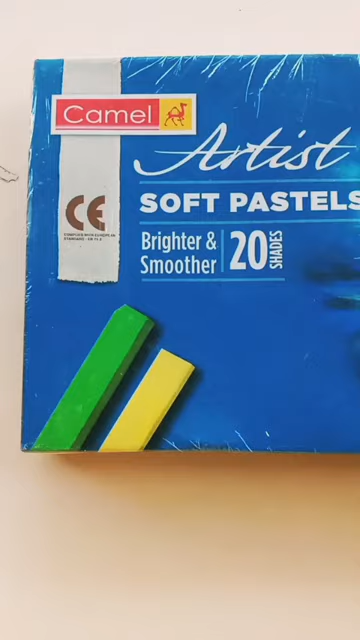 Camel
Artist
SOFT PASTELS
CE
Brighter &
Smoother
20
SHADES